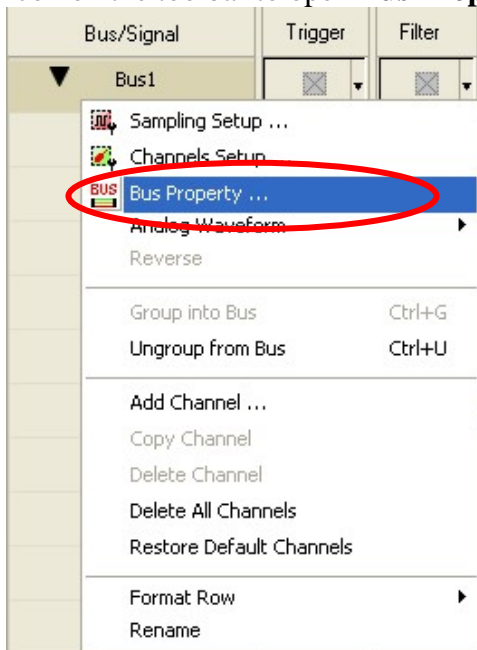 Bus/Signal Trigger Filter
Bus1
Sampling Setup ...
Channels Setup ...
BUS Bus Property ...
Analog Waveform
Reverse
Group into Bus Ctrl+G
Ungroup from Bus Ctrl+U
Add Channel ...
Copy Channel
Delete Channel
Delete All Channels
Restore Default Channels
Format Row
Rename